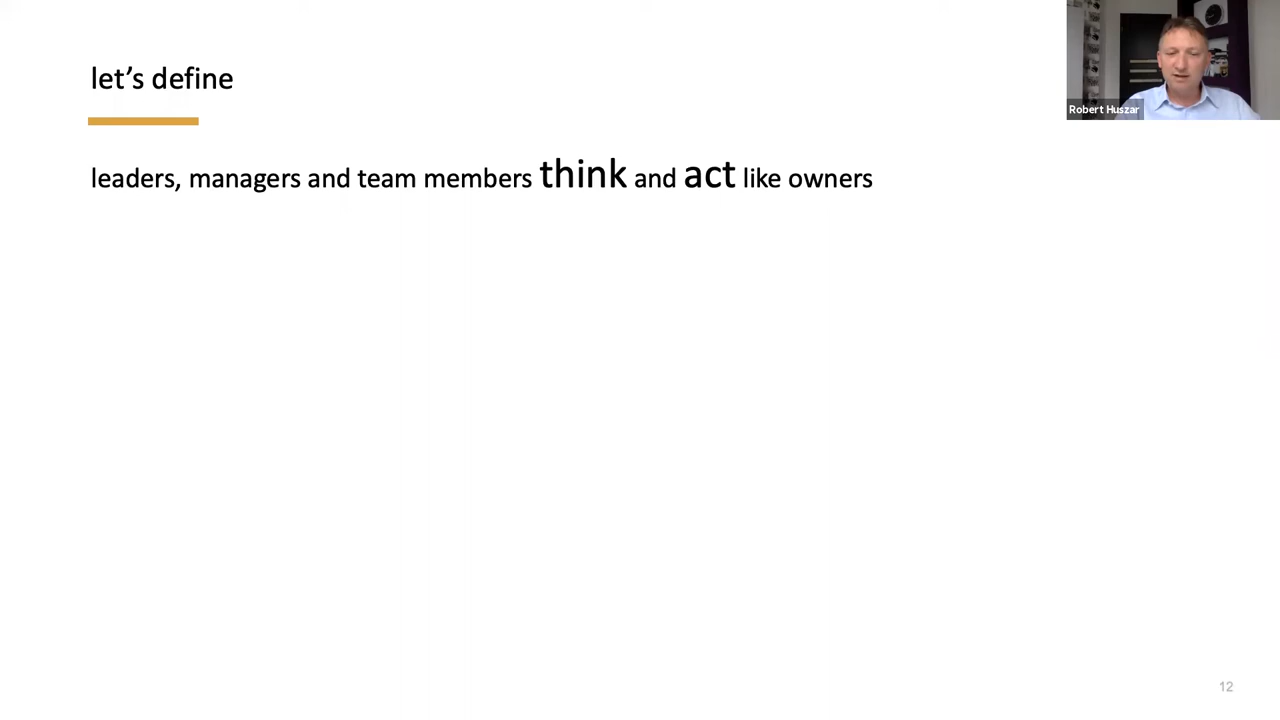 let's define
Robert Huszar
leaders, managers and team members think and act like owners
12